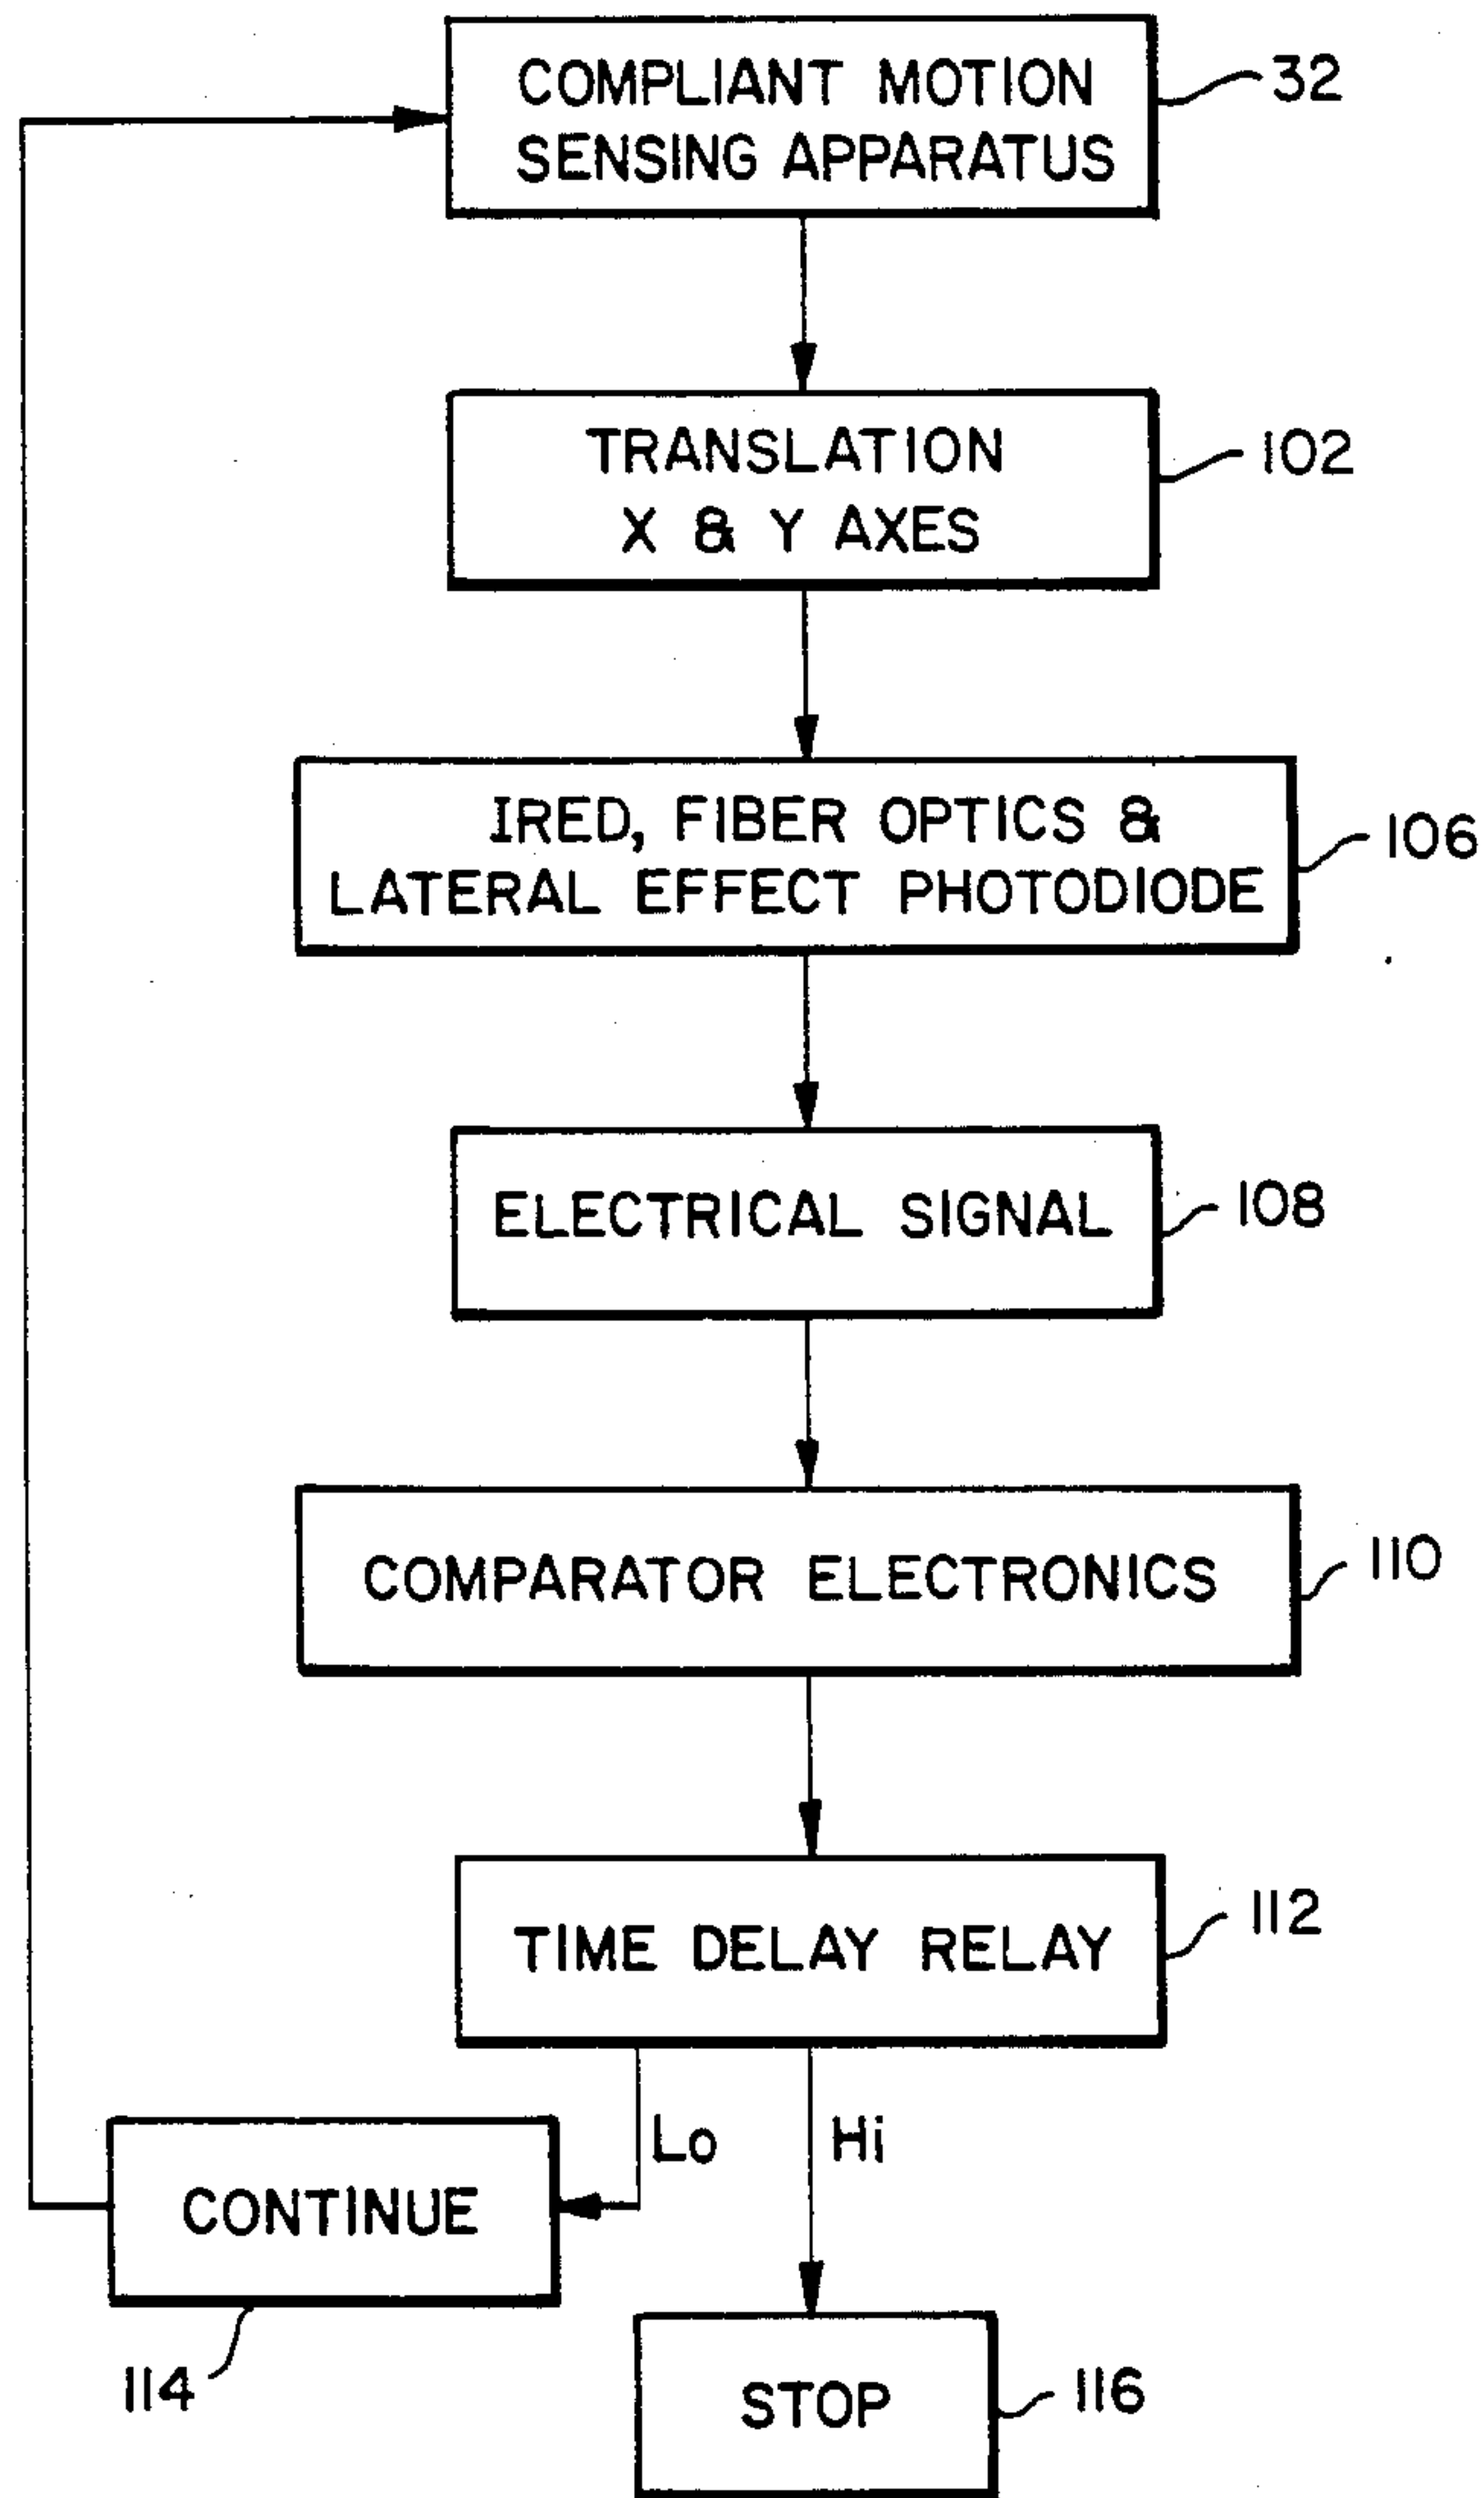 COMPLIANT MOTION
SENSING APPARATUS
32
TRANSLATION
X & Y AXES
102
IRED, FIBER OPTICS &
LATERAL EFFECT PHOTODIODE
106
ELECTRICAL SIGNAL
108
COMPARATOR ELECTRONICS
110
TIME DELAY RELAY
112
Lo
Hi
CONTINUE
114
STOP
116